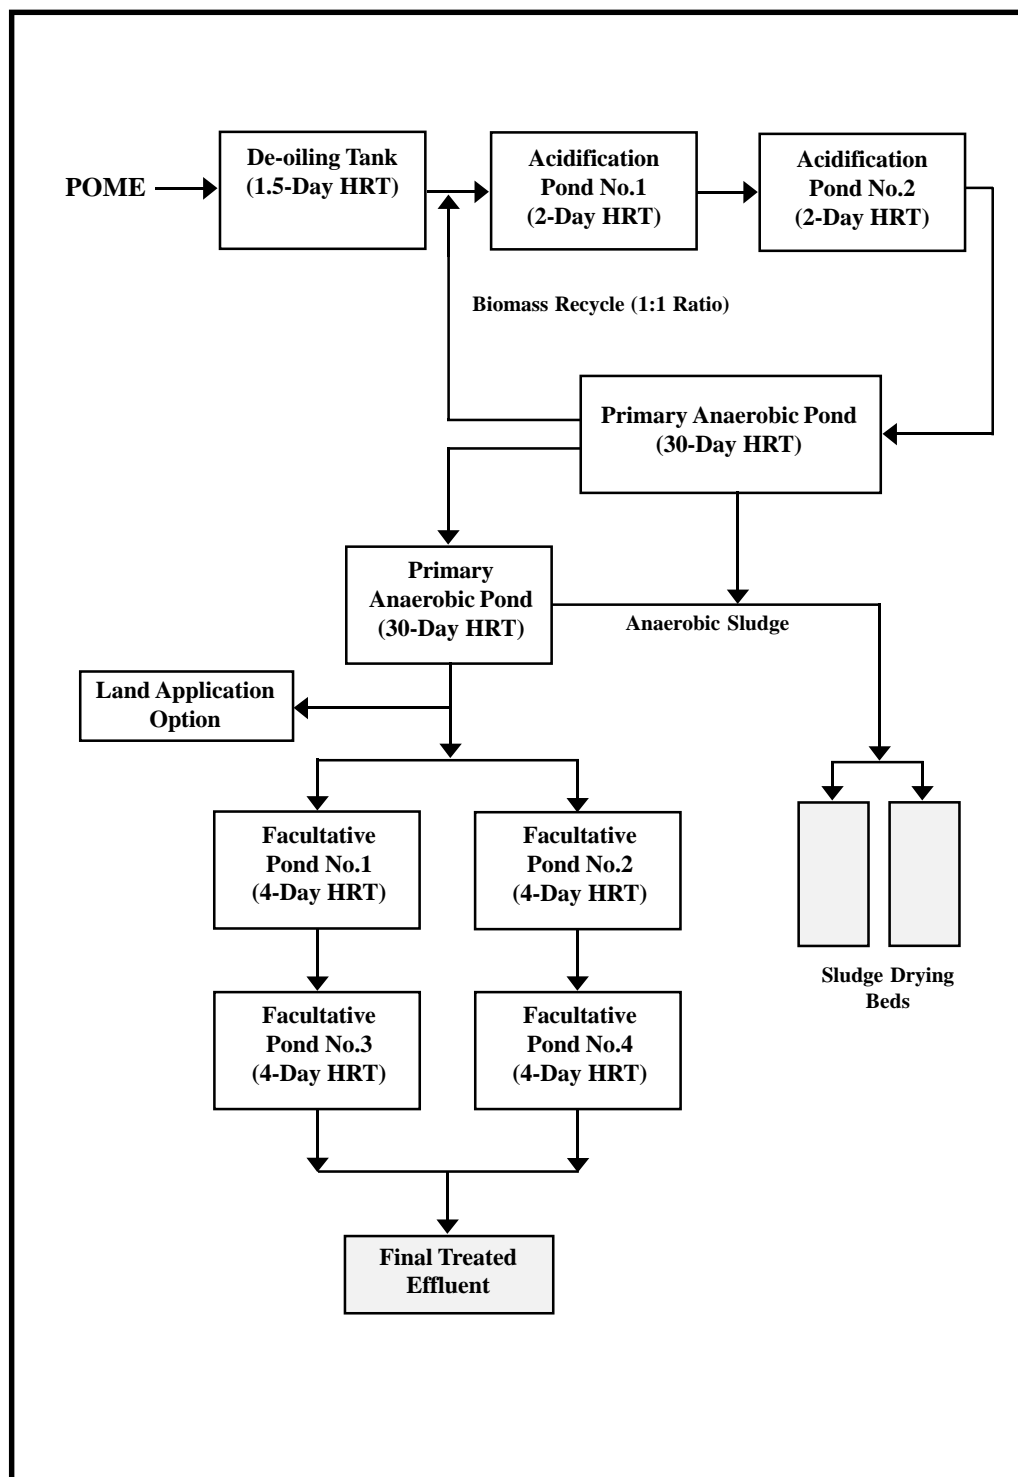 POME
De-oiling Tank
(1.5-Day HRT)
Acidification
Pond No.1
(2-Day HRT)
Acidification
Pond No.2
(2-Day HRT)
Biomass Recycle (1:1 Ratio)
Primary Anaerobic Pond
(30-Day HRT)
Primary
Anaerobic Pond
(30-Day HRT)
Anaerobic Sludge
Land Application
Option
Facultative
Pond No.1
(4-Day HRT)
Facultative
Pond No.2
(4-Day HRT)
Sludge Drying
Beds
Facultative
Pond No.3
(4-Day HRT)
Facultative
Pond No.4
(4-Day HRT)
Final Treated
Effluent